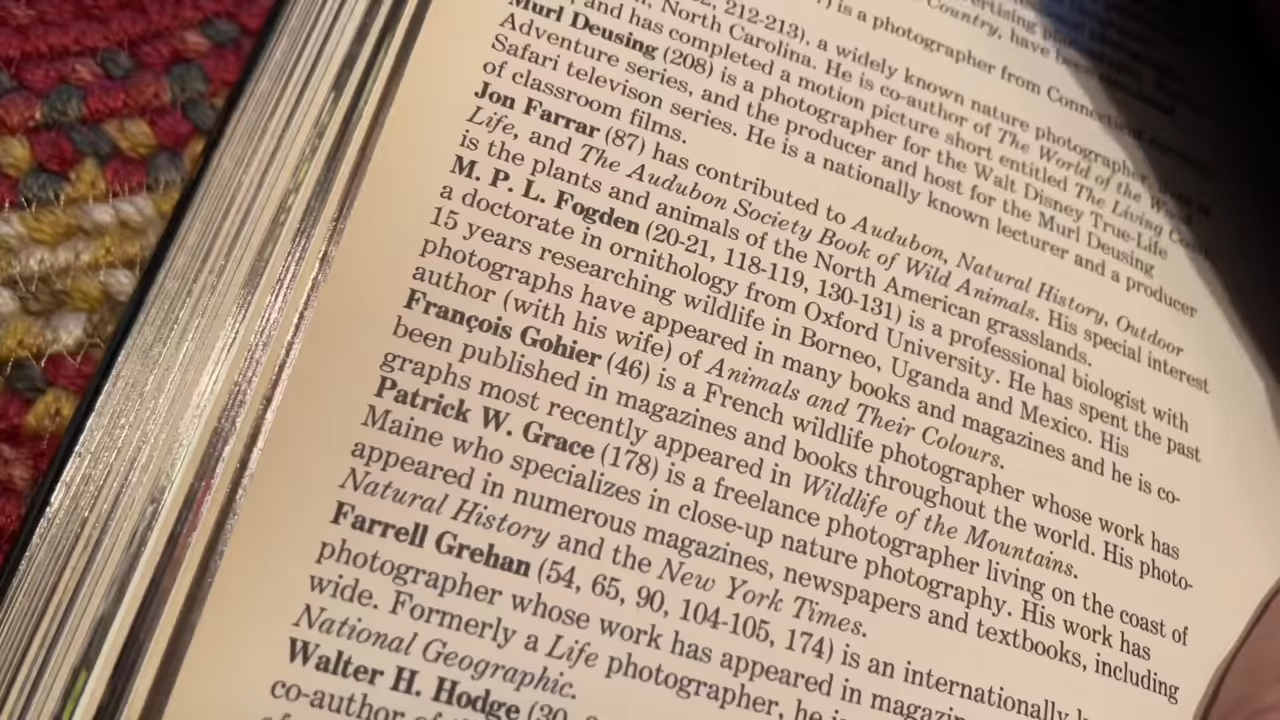 ) is a photographer from Connecticut
212-213), a widely known nature photographer
North Carolina. He is co-author of The World of the
and has completed a motion picture short entitled The Living
Murl Deusing (208) is a photographer for the Walt Disney True-Life
Adventure series, and the producer and host for the Murl Deusing
Safari televison series. He is a nationally known lecturer and a producer
of classroom films.
Jon Farrar (87) has contributed to Audubon, Natural History, Outdoor
Life, and The Audubon Society Book of Wild Animals. His special interest
is the plants and animals of the North American grasslands.
M. P. L. Fogden (20-21, 118-119, 130-131) is a professional biologist with
a doctorate in ornithology from Oxford University. He has spent the past
15 years researching wildlife in Borneo, Uganda and Mexico. His
photographs have appeared in many books and magazines and he is co-
author (with his wife) of Animals and Their Colours.
François Gohier (46) is a French wildlife photographer whose work has
been published in magazines and books throughout the world. His photo-
graphs most recently appeared in Wildlife of the Mountains.
Patrick W. Grace (178) is a freelance photographer living on the coast of
Maine who specializes in close-up nature photography. His work has
appeared in numerous magazines, newspapers and textbooks, including
Natural History and the New York Times.
Farrell Grehan (54, 65, 90, 104-105, 174) is an internationally
photographer whose work has appeared in
wide. Formerly a Life photographer, he
National Geographic.
Walter H. Hodge (30,
co-author of